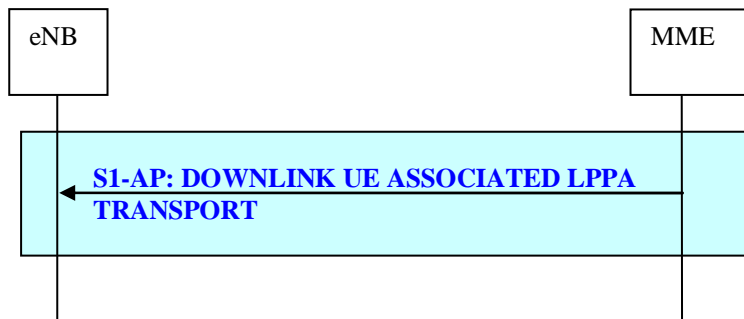 eNB
MME
S1-AP: DOWNLINK UE ASSOCIATED LPPA
TRANSPORT